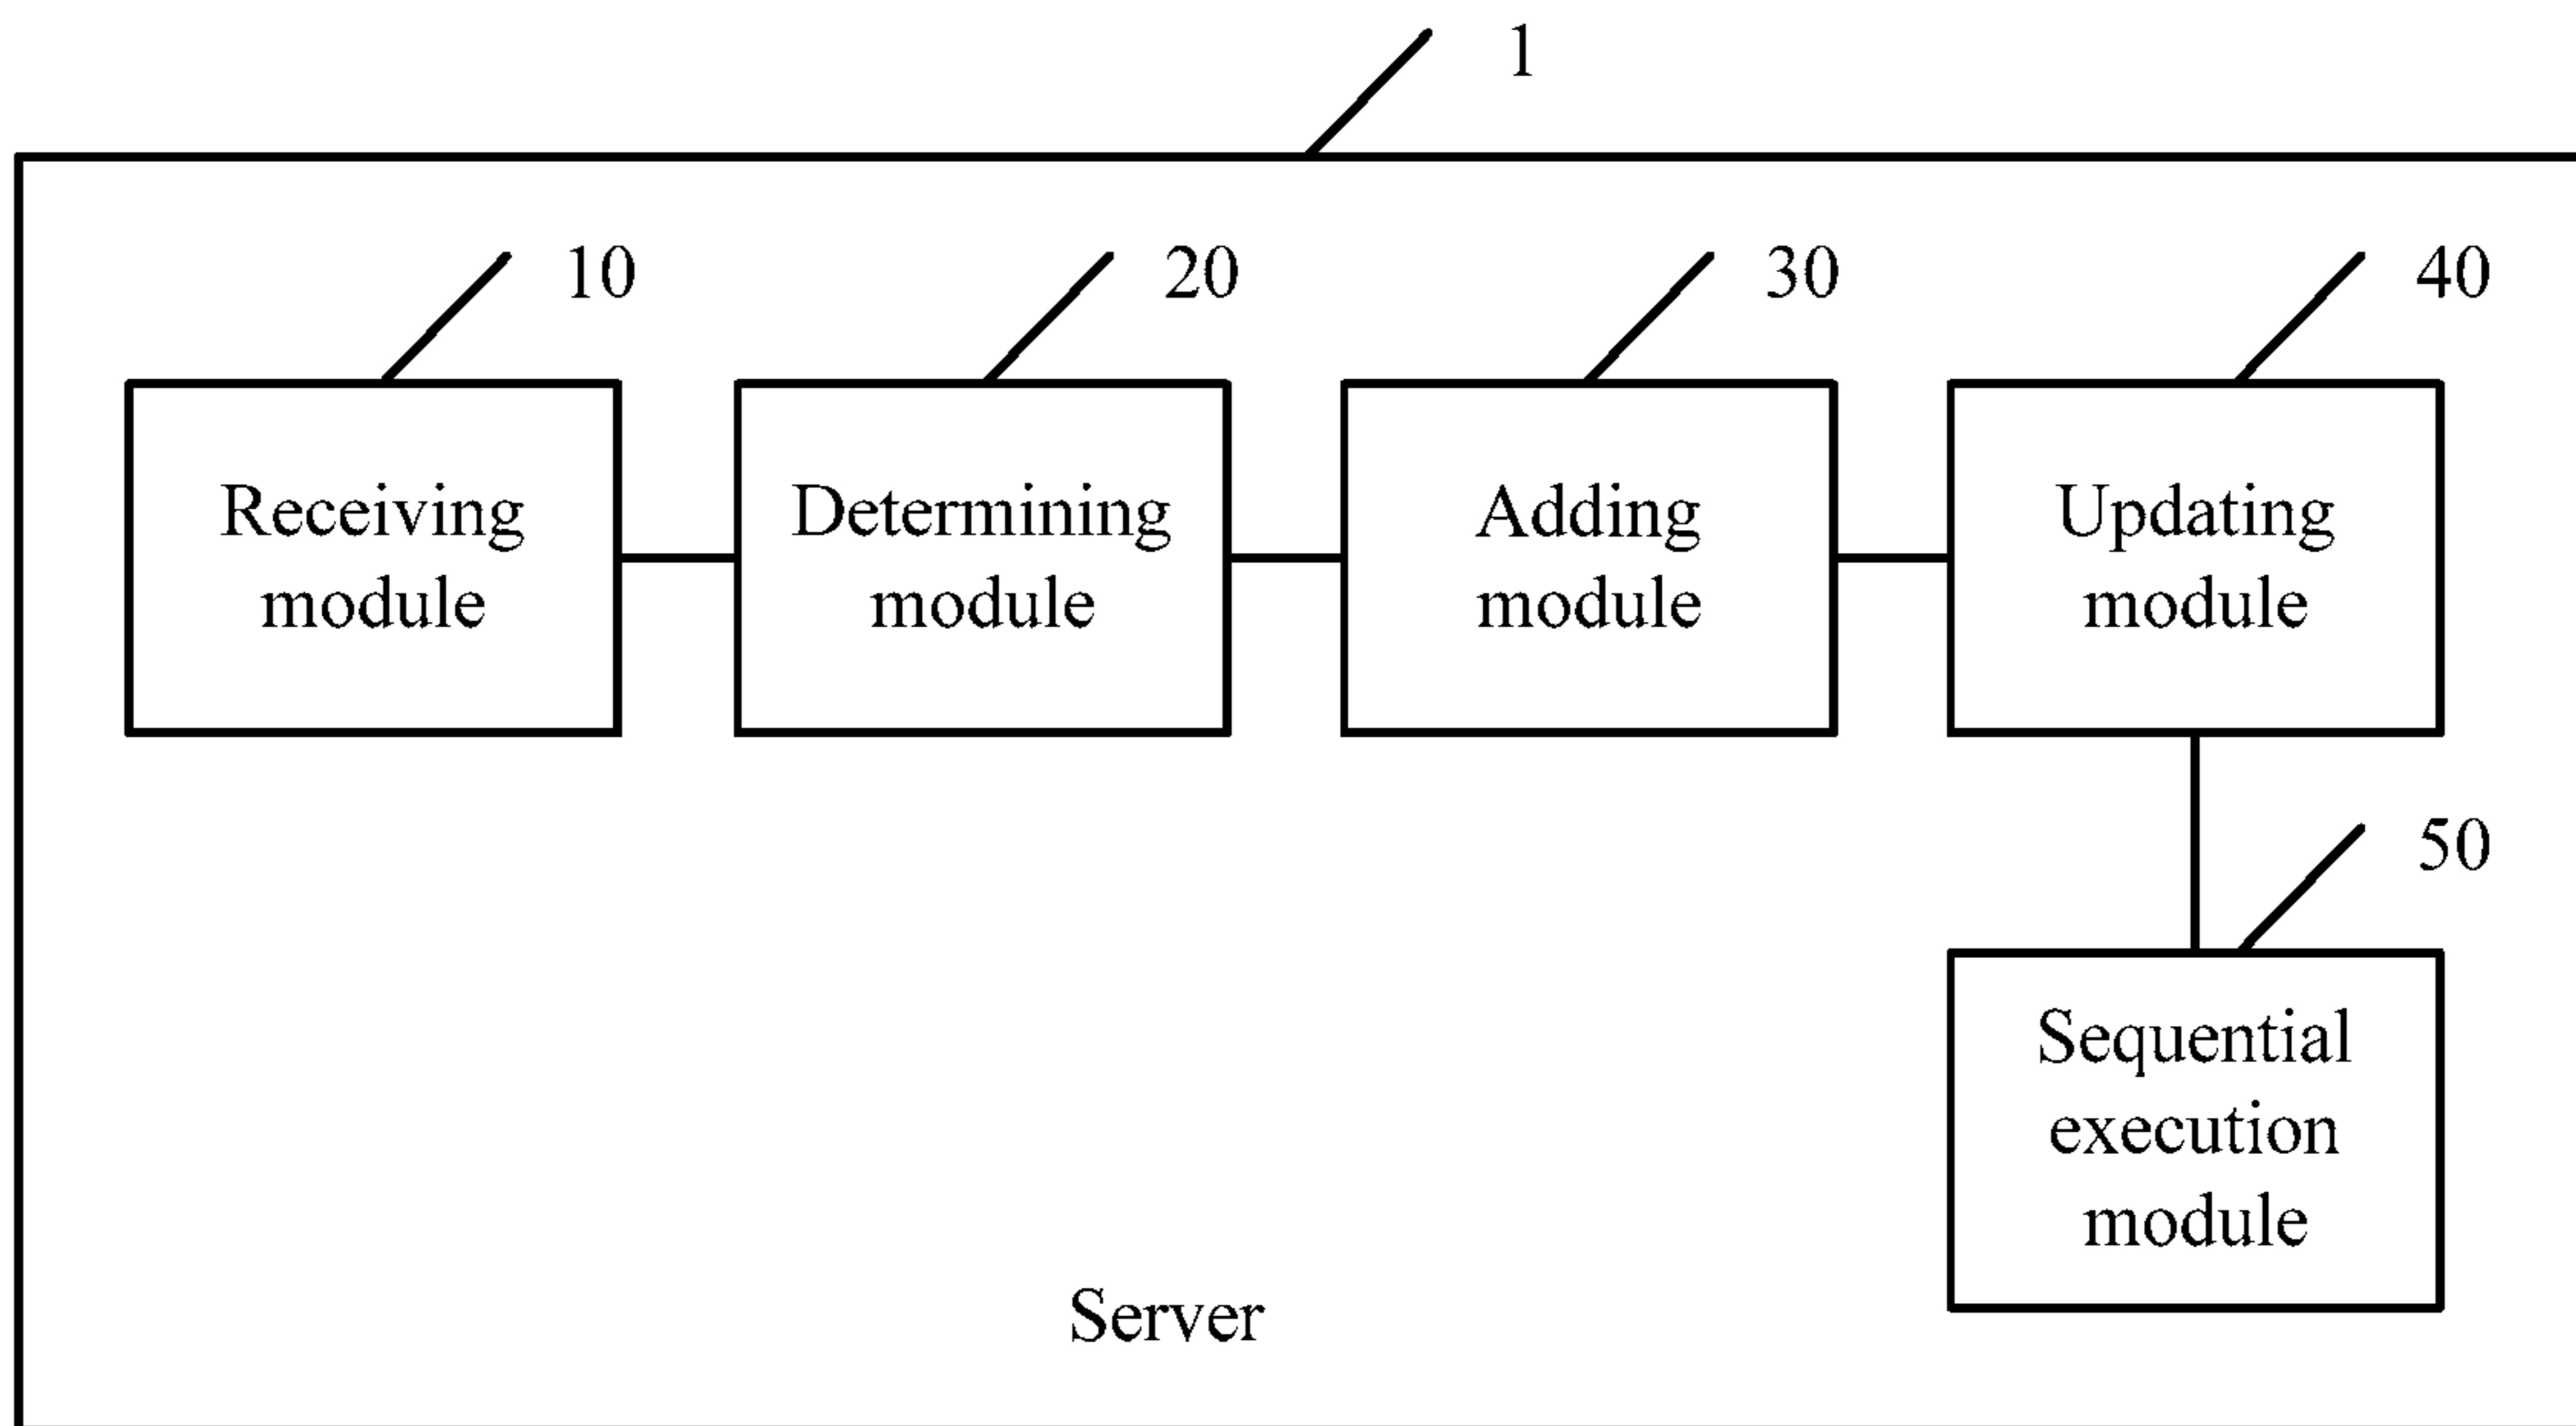 1
10
20
30
40
Receiving
module
Determining
module
Adding
module
Updating
module
50
Sequential
execution
module
Server